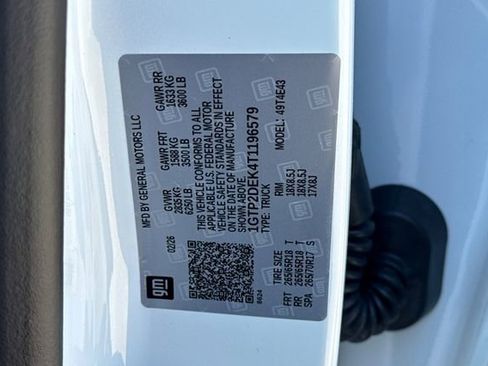 MFD BY GENERAL MOTORS LLC
02/26
GVWR GAWR FRT GAWR RR
2835 KG 1588 KG 1633 KG
6250 LB 3500 LB 3600 LB
THIS VEHICLE CONFORMS TO ALL
APPLICABLE U.S. FEDERAL MOTOR
VEHICLE SAFETY STANDARDS IN EFFECT
ON THE DATE OF MANUFACTURE SHOWN ABOVE.
1GTP2DEK4T1196579
TYPE: TRUCK
MODEL: 49T4E43
gm
8624
TIRE SIZE RIM
FRT 265/65R18 T 18X8.5J
RR 265/65R18 T 18X8.5J
SPA 265/70R17 S 17X8J